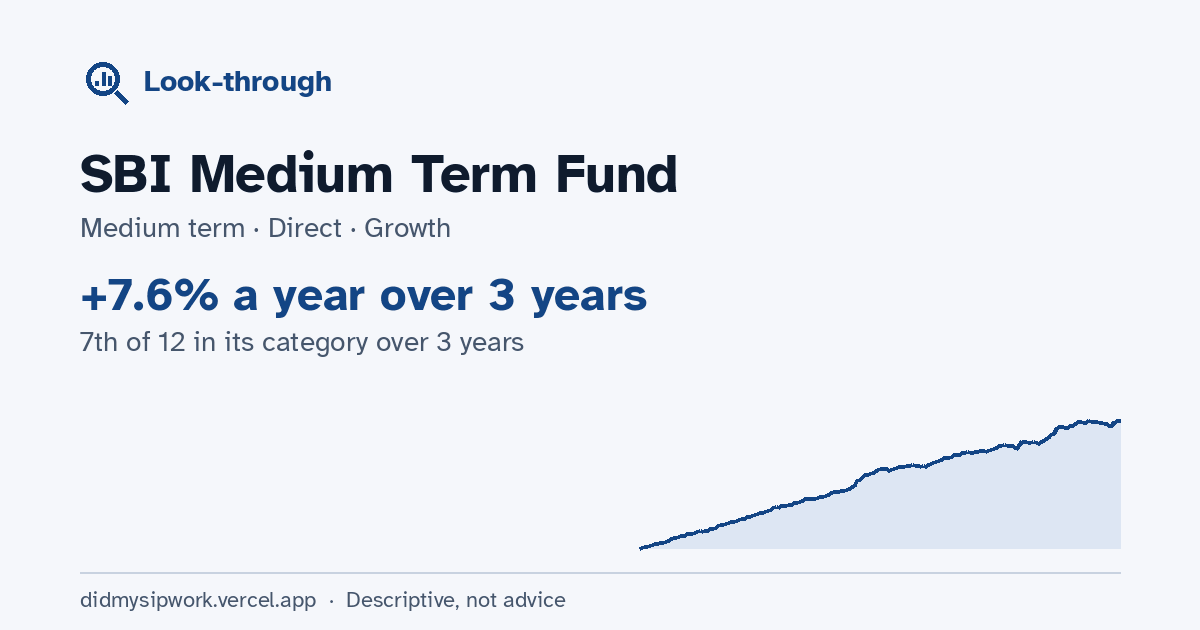 Look-through
SBI Medium Term Fund
Medium term · Direct · Growth
+7.6% a year over 3 years
7th of 12 in its category over 3 years
didmysipwork.vercel.app · Descriptive, not advice